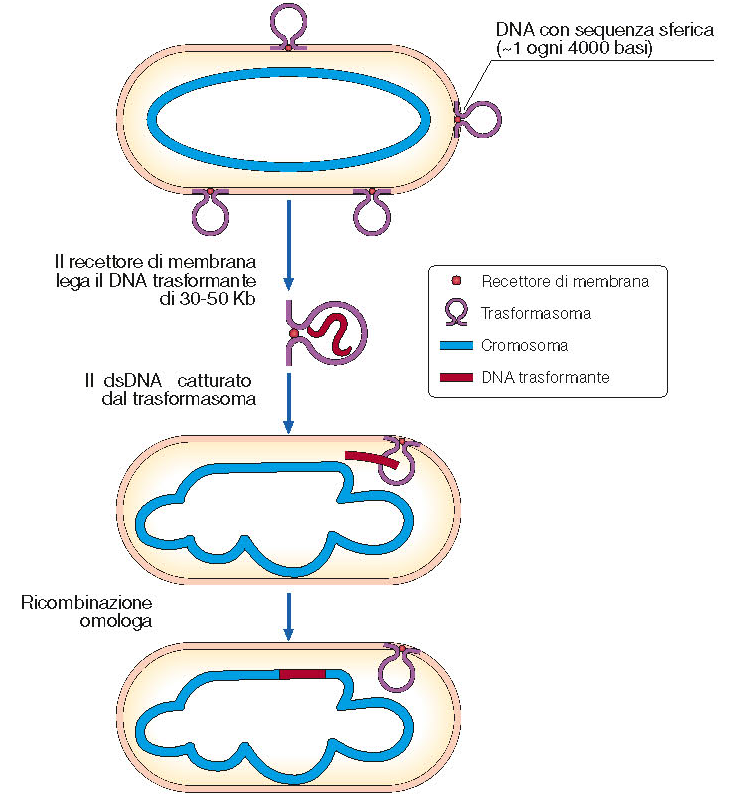 DNA con sequenza sferica
(~1 ogni 4000 basi)
Il recettore di membrana
lega il DNA trasformante
di 30-50 Kb
Recettore di membrana
Trasformasoma
Cromosoma
DNA trasformante
Il dsDNA catturato
dal trasformasoma
Ricombinazione
omologa